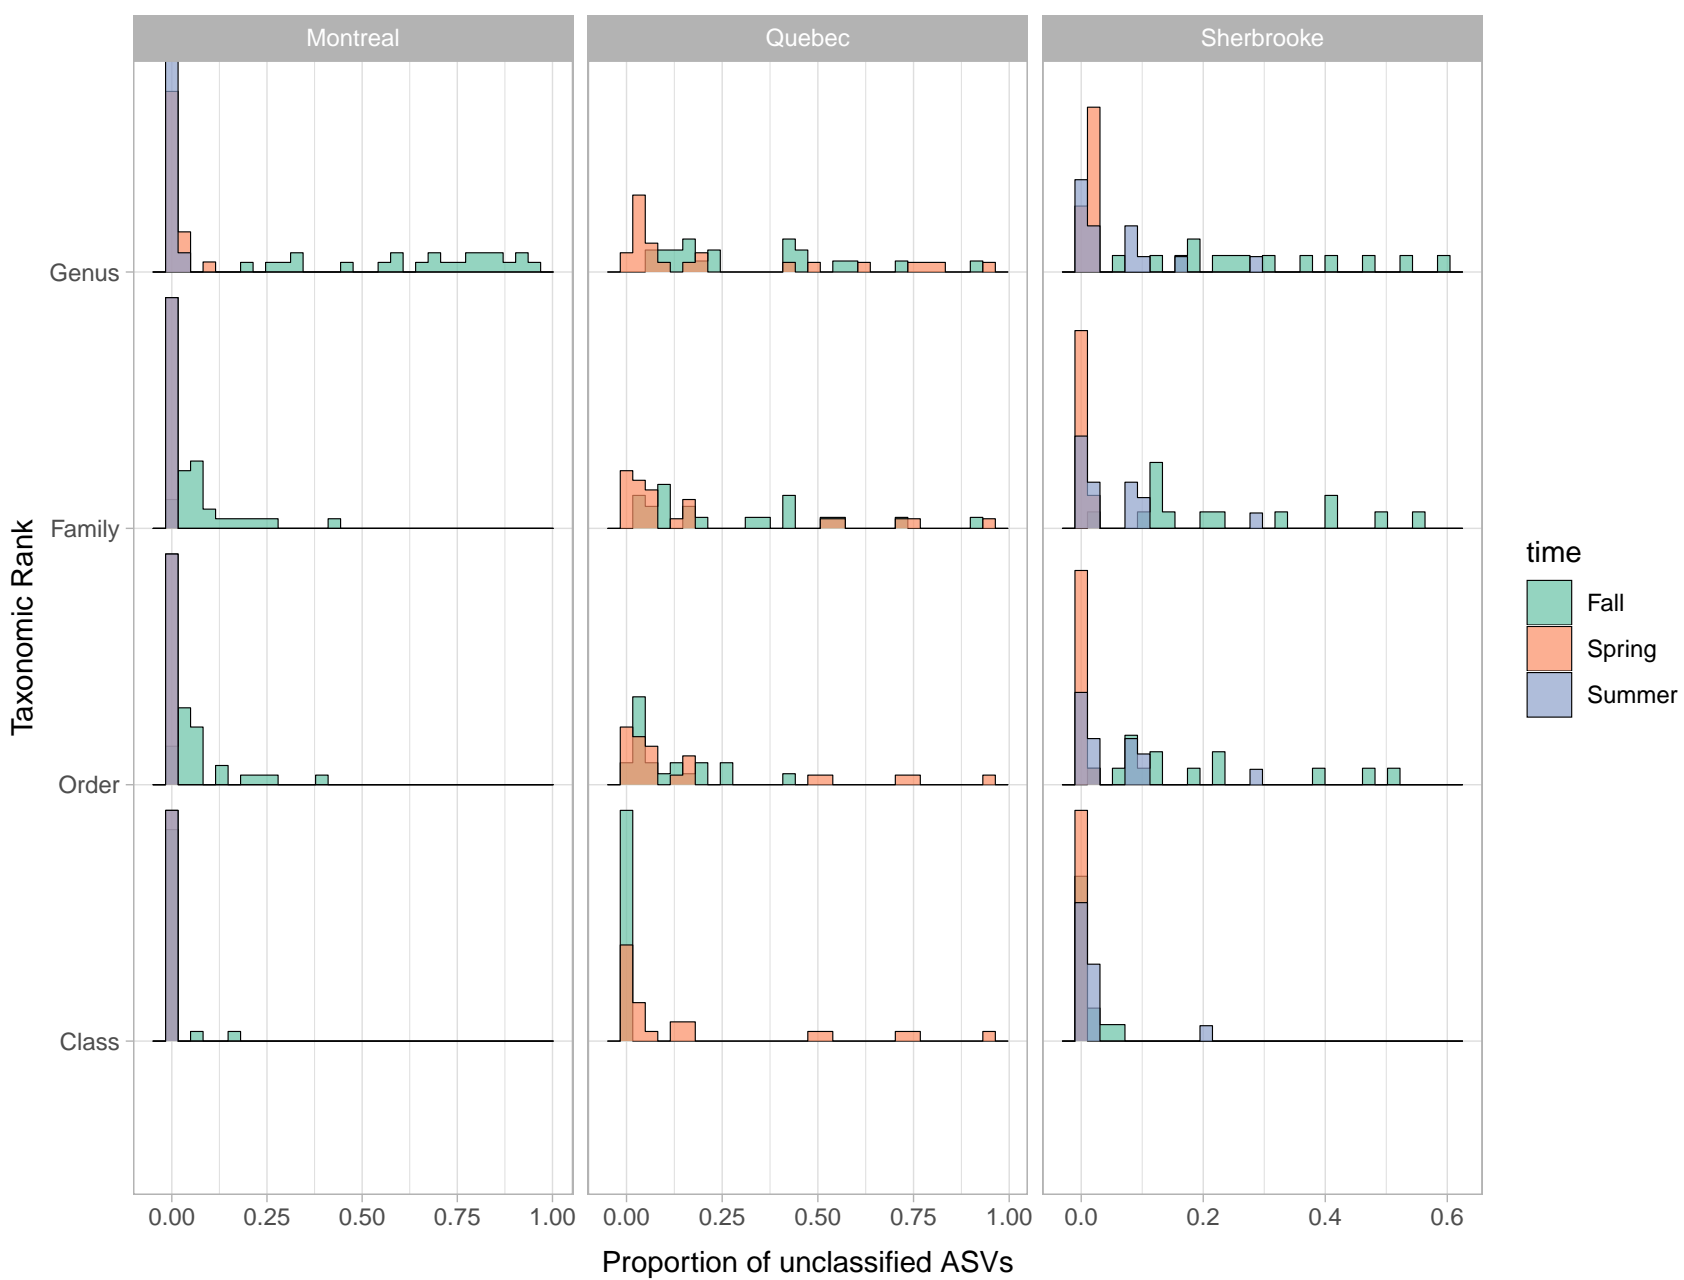 Montreal
Quebec
Sherbrooke
Taxonomic Rank
Genus
Family
Order
Class
0.00 0.25 0.50 0.75 1.00
0.00 0.25 0.50 0.75 1.00
0.0 0.2 0.4 0.6
Proportion of unclassified ASVs
time
Fall
Spring
Summer